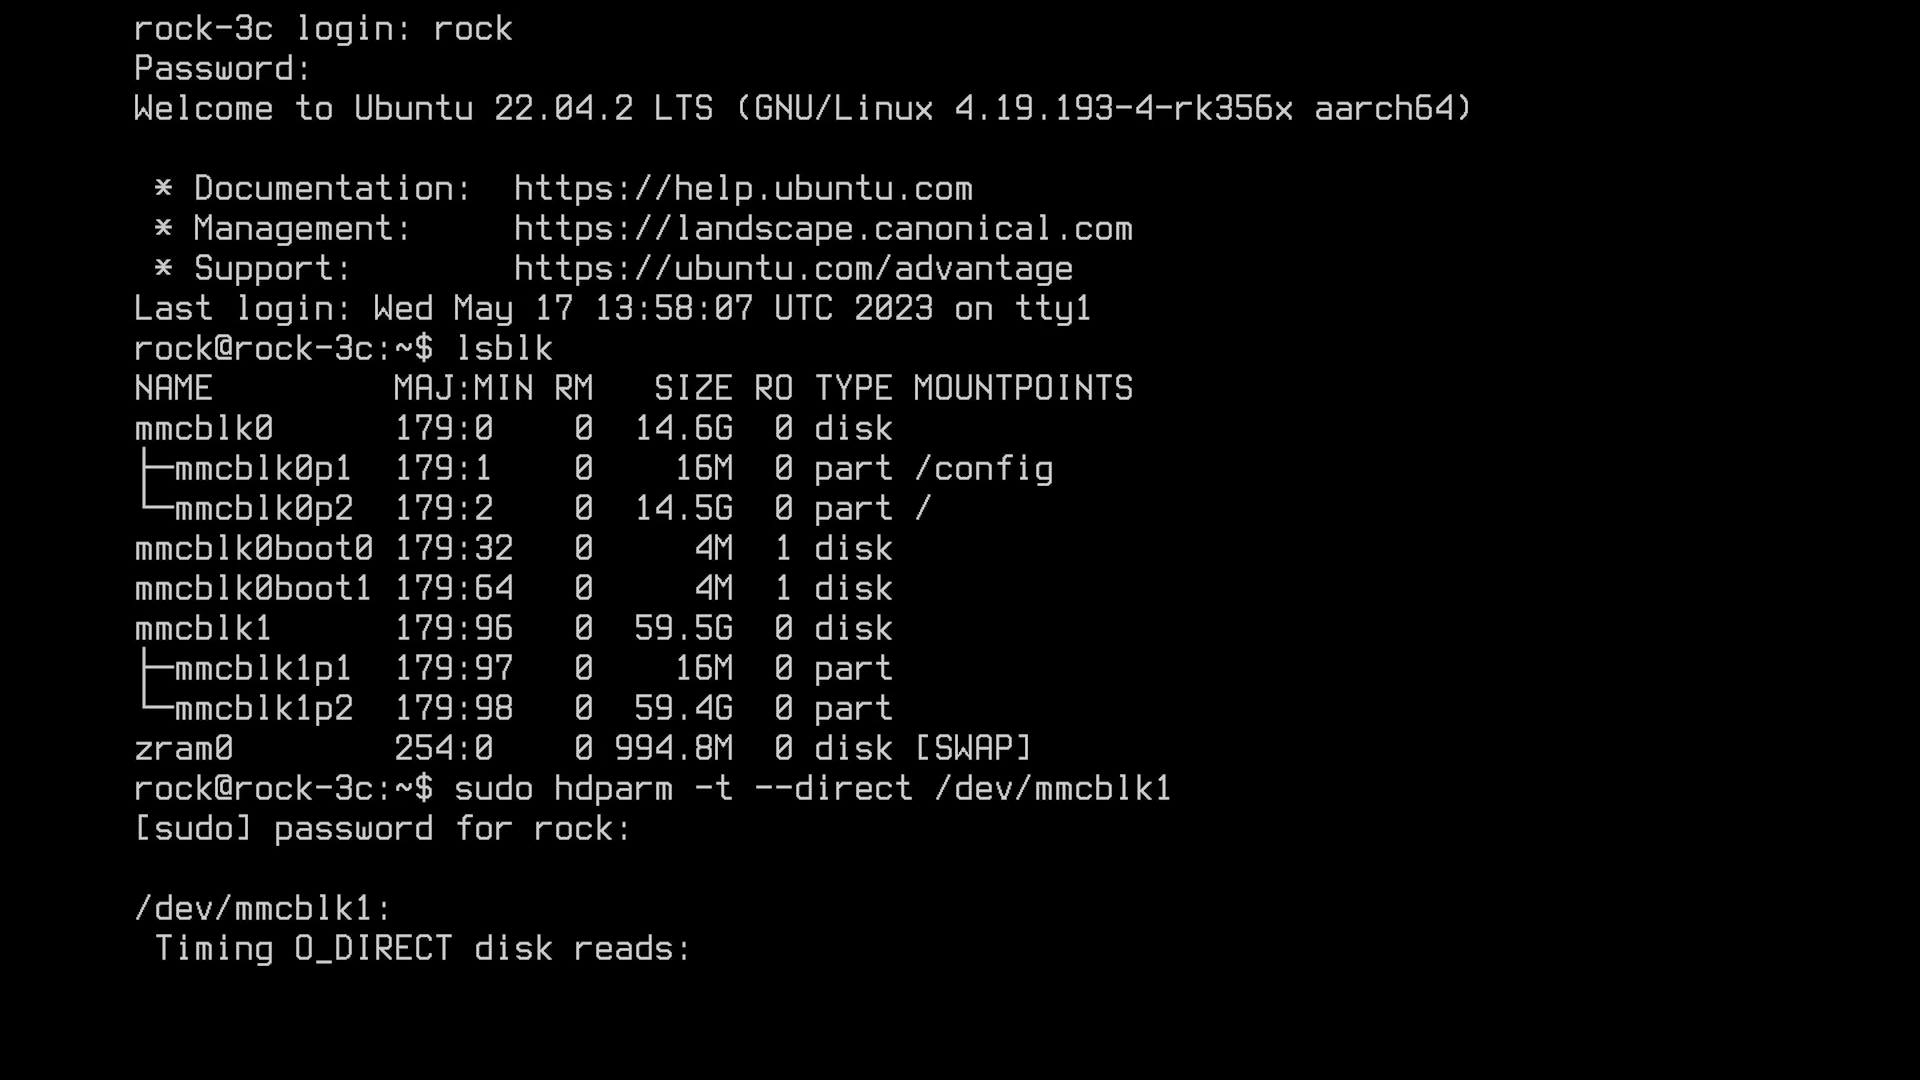 rock-3c login: rock
Password:
Welcome to Ubuntu 22.04.2 LTS (GNU/Linux 4.19.193-4-rk356x aarch64)
 * Documentation:  https://help.ubuntu.com
 * Management:     https://landscape.canonical.com
 * Support:        https://ubuntu.com/advantage
Last login: Wed May 17 13:58:07 UTC 2023 on tty1
rock@rock-3c:~$ lsblk
NAME         MAJ:MIN RM   SIZE RO TYPE MOUNTPOINTS
mmcblk0      179:0    0  14.6G  0 disk
├─mmcblk0p1  179:1    0    16M  0 part /config
└─mmcblk0p2  179:2    0  14.5G  0 part /
mmcblk0boot0 179:32   0     4M  1 disk
mmcblk0boot1 179:64   0     4M  1 disk
mmcblk1      179:96   0  59.5G  0 disk
├─mmcblk1p1  179:97   0    16M  0 part
└─mmcblk1p2  179:98   0  59.4G  0 part
zram0        254:0    0 994.8M  0 disk [SWAP]
rock@rock-3c:~$ sudo hdparm -t --direct /dev/mmcblk1
[sudo] password for rock:
/dev/mmcblk1:
 Timing O_DIRECT disk reads: